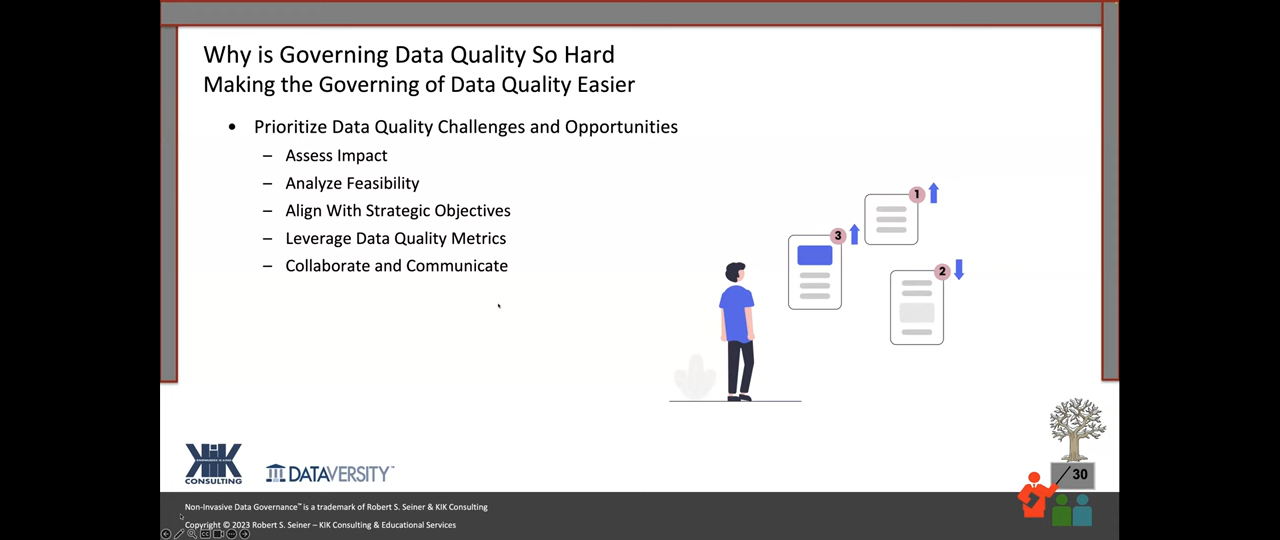 Why is Governing Data Quality So Hard
Making the Governing of Data Quality Easier
• Prioritize Data Quality Challenges and Opportunities
– Assess Impact
– Analyze Feasibility
– Align With Strategic Objectives
– Leverage Data Quality Metrics
– Collaborate and Communicate
1
3
2
KIK
CONSULTING
DATAVERSITY™
/ 30
Non-Invasive Data Governance™ is a trademark of Robert S. Seiner & KIK Consulting
Copyright © 2023 Robert S. Seiner – KIK Consulting & Educational Services